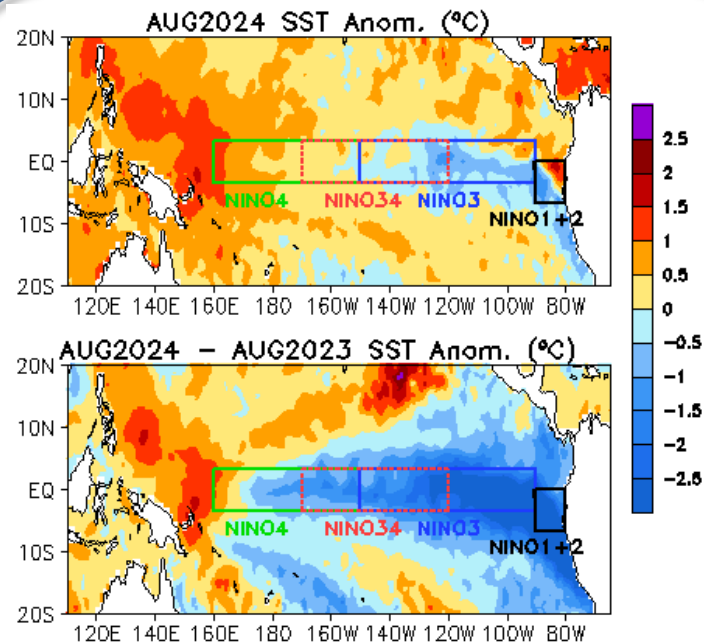 AUG2024 SST Anom. (ºC)
20N
10N
EQ
10S
20S
NINO4
NINO34
NINO3
NINO1+2
120E 140E 160E 180 160W 140W 120W 100W 80W
AUG2024 - AUG2023 SST Anom. (ºC)
20N
10N
EQ
10S
20S
NINO4
NINO34
NINO3
NINO1+2
120E 140E 160E 180 160W 140W 120W 100W 80W
2.5
2
1.5
1
0.5
0
-0.5
-1
-1.5
-2
-2.5